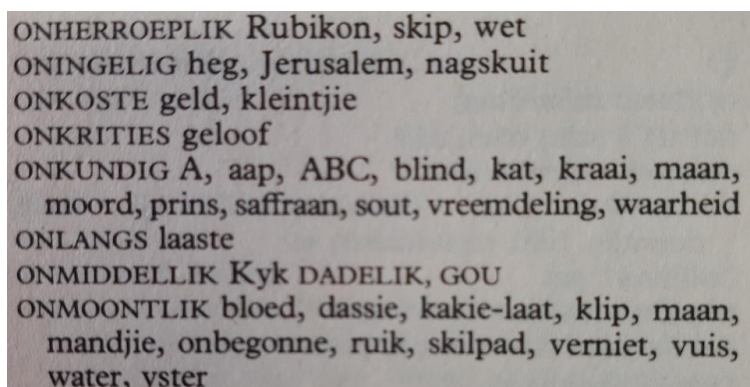 ONHERROEPLIK Rubikon, skip, wet
ONINGELIG heg, Jerusalem, nagskuit
ONKOSTE geld, kleintjie
ONKRITIES geloof
ONKUNDIG A, aap, ABC, blind, kat, kraai, maan,
moord, prins, saffraan, sout, vreemdeling, waarheid
ONLANGS laaste
ONMIDDELLIK Kyk DADELIK, GOU
ONMOONTLIK bloed, dassie, kakie-laat, klip, maan,
mandjie, onbegonne, ruik, skilpad, verniet, vuis,
water, yster